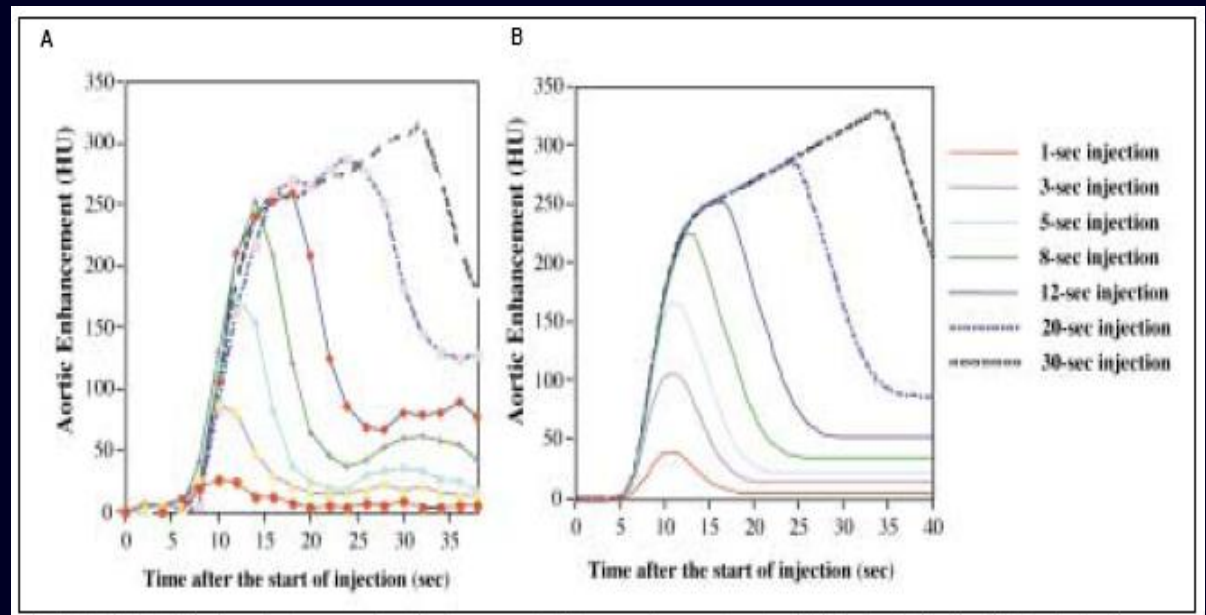 A
350
300
250
200
150
100
50
0
Aortic Enhancement (HU)
0 5 10 15 20 25 30 35
Time after the start of injection (sec)
B
350
300
250
200
150
100
50
0
Aortic Enhancement (HU)
0 5 10 15 20 25 30 35 40
Time after the start of injection (sec)
1-sec injection
3-sec injection
5-sec injection
8-sec injection
12-sec injection
20-sec injection
30-sec injection